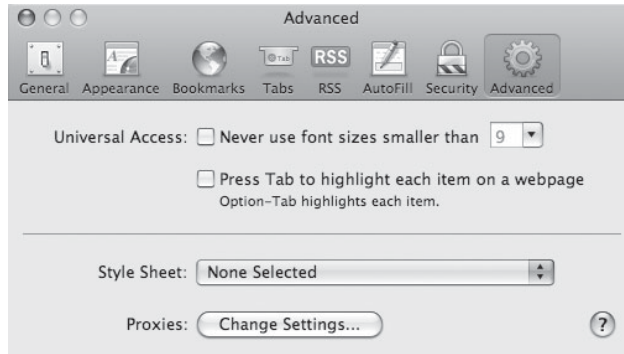 Advanced
General Appearance Bookmarks Tabs RSS AutoFill Security Advanced
Universal Access: Never use font sizes smaller than 9
Press Tab to highlight each item on a webpage
Option-Tab highlights each item.
Style Sheet: None Selected
Proxies: Change Settings... ?